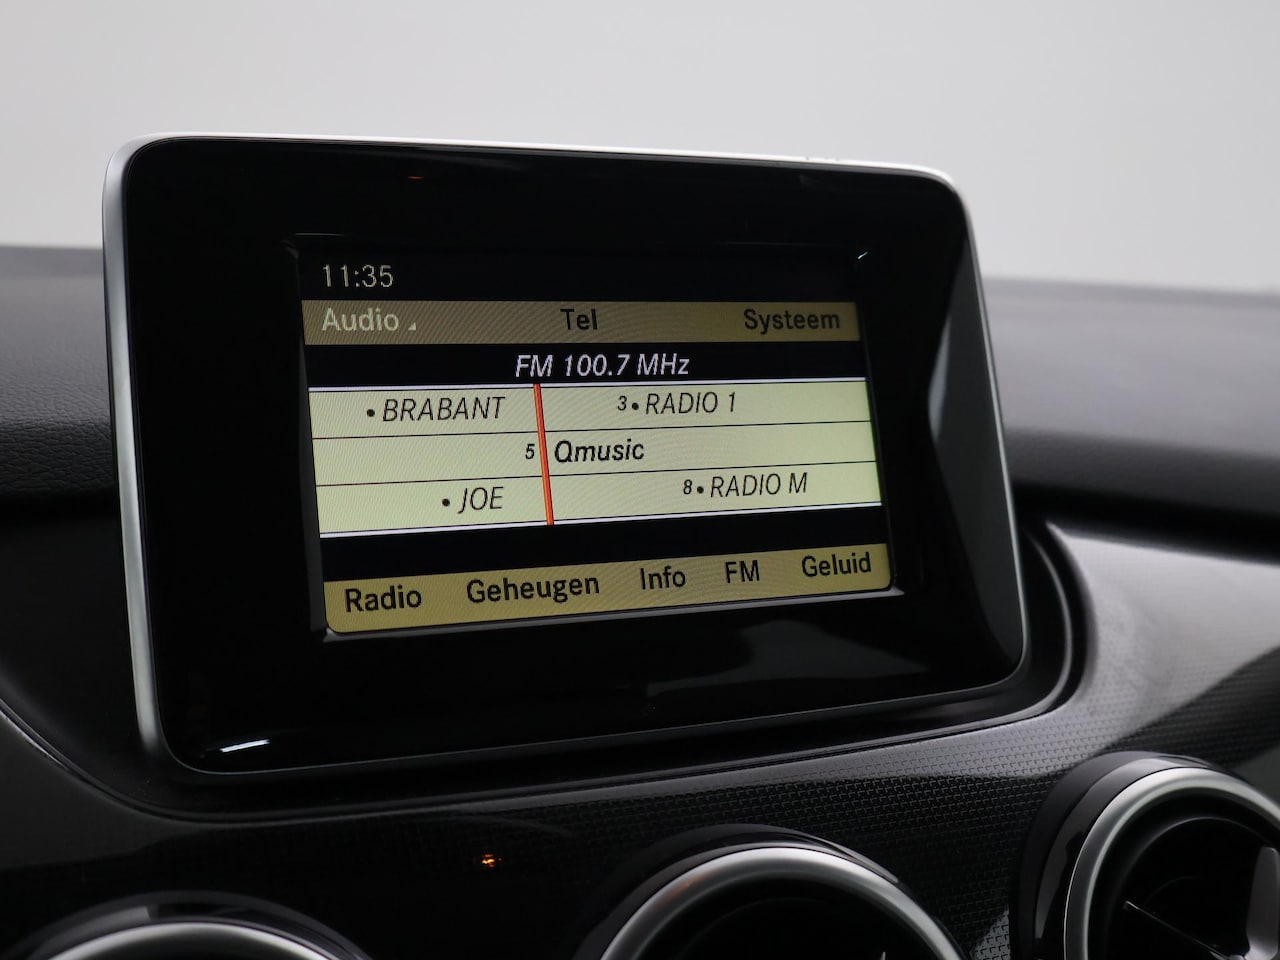 11:35
Audio Tel Systeem
FM 100.7 MHz
•BRABANT 3•RADIO 1
5 Qmusic
•JOE 8•RADIO M
Radio Geheugen Info FM Geluid